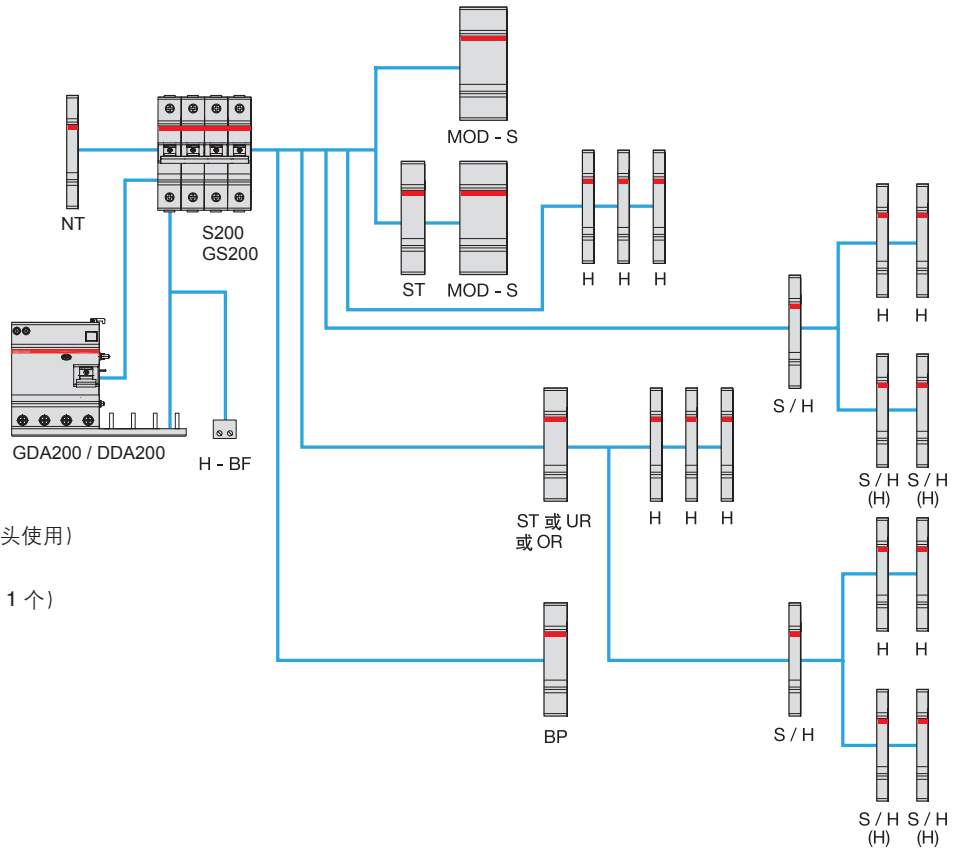 MOD - S
NT
S200
GS200
ST
MOD - S
H
H
H
H
H
S / H
GDA200 / DDA200
H - BF
S / H
(H)
S / H
(H)
ST 或 UR
或 OR
H
H
H
头使用）
1 个）
BP
S / H
H
H
S / H
(H)
S / H
(H)